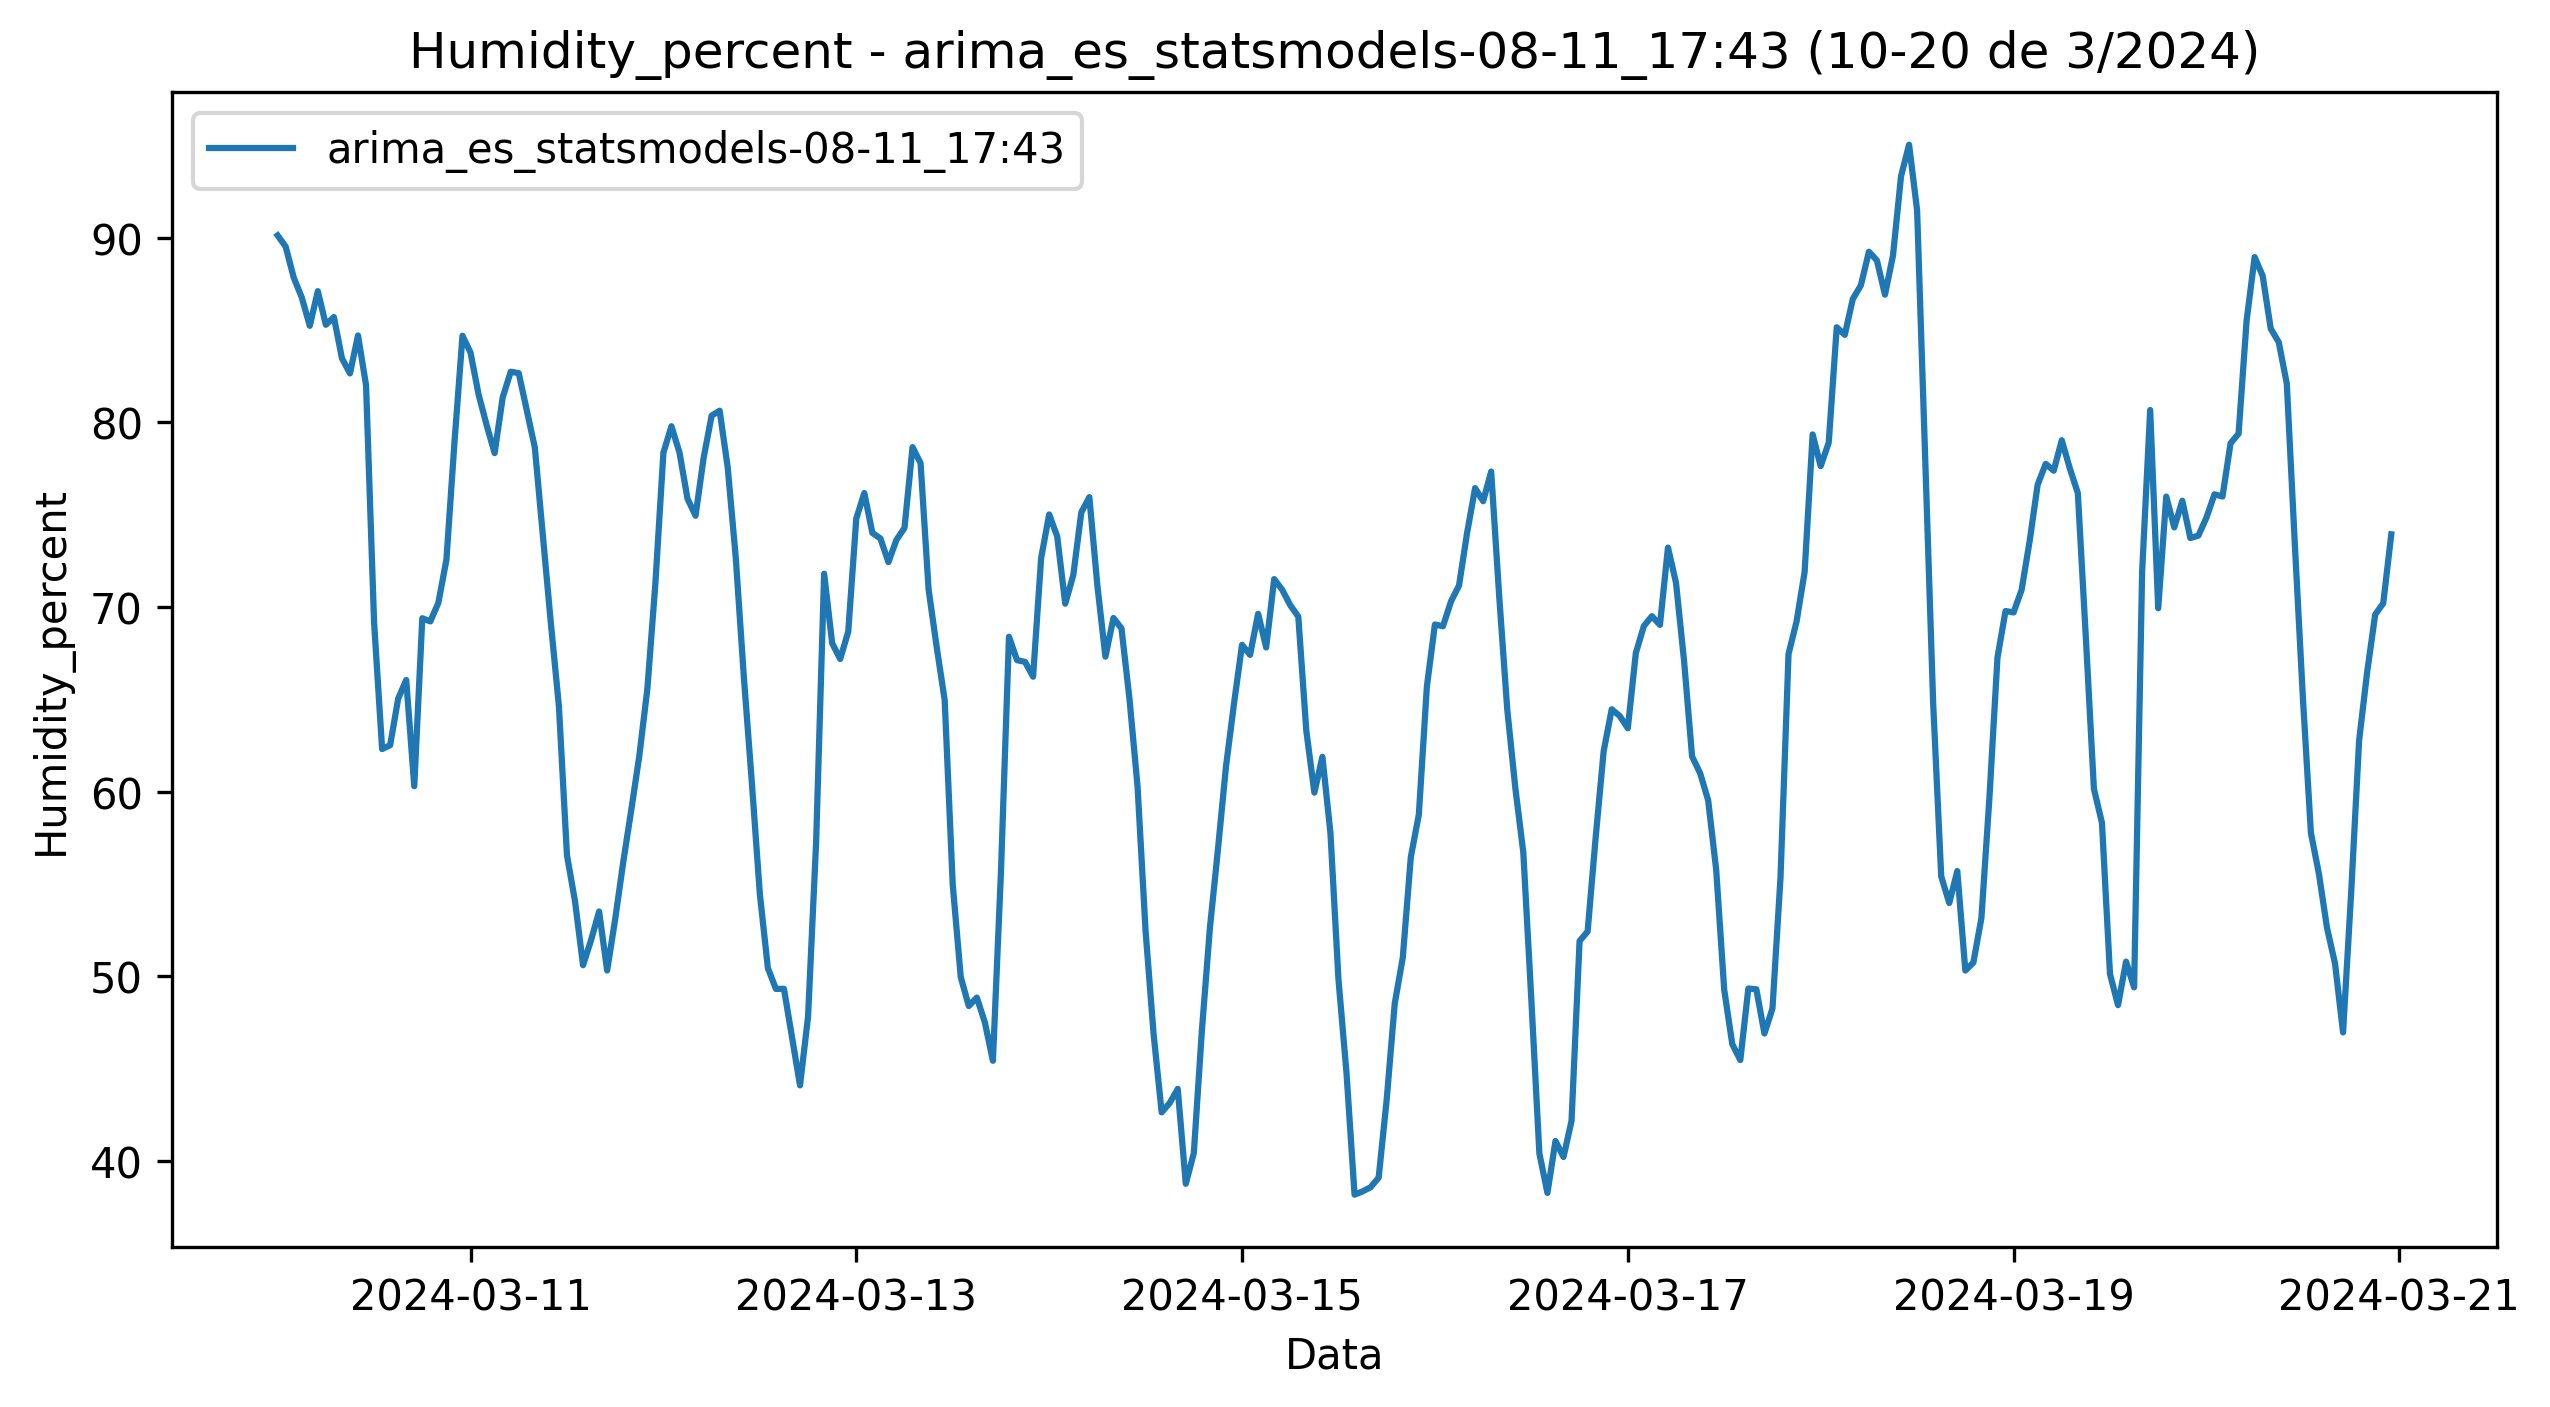 Humidity_percent - arima_es_statsmodels-08-11_17:43 (10-20 de 3/2024)
arima_es_statsmodels-08-11_17:43
Humidity_percent
90
80
70
60
50
40
2024-03-11 2024-03-13 2024-03-15 2024-03-17 2024-03-19 2024-03-21
Data